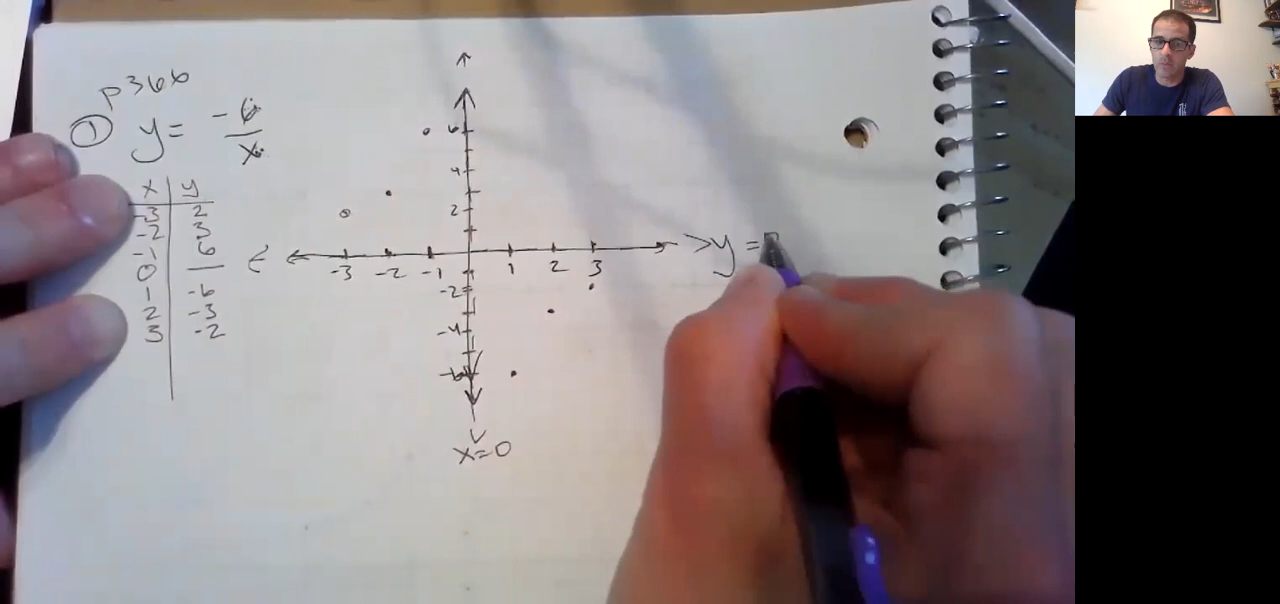 p366
① y = -6/x
x | y
-3 | 2
-2 | 3
-1 | 6
0 | —
1 | -6
2 | -3
3 | -2
6
4
2
-3 -2 -1 1 2 3
-2
-4
-6
y =
x=0